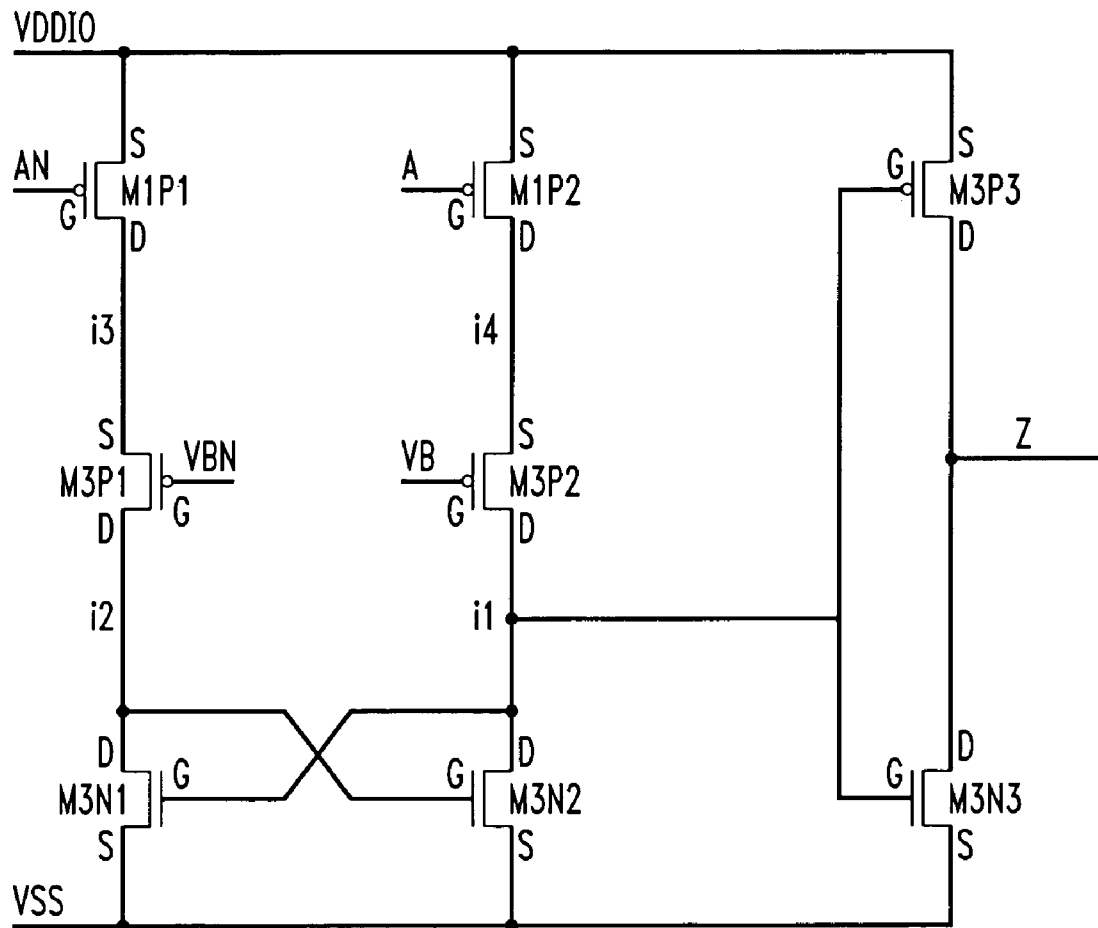 VDDIO
S S S
AN A G
M1P1 M1P2 M3P3
G G
D D D
i3 i4
S S Z
VBN VB
M3P1 M3P2
G G
D D
i2 i1
D D D
G G G
M3N1 M3N2 M3N3
S S S
VSS